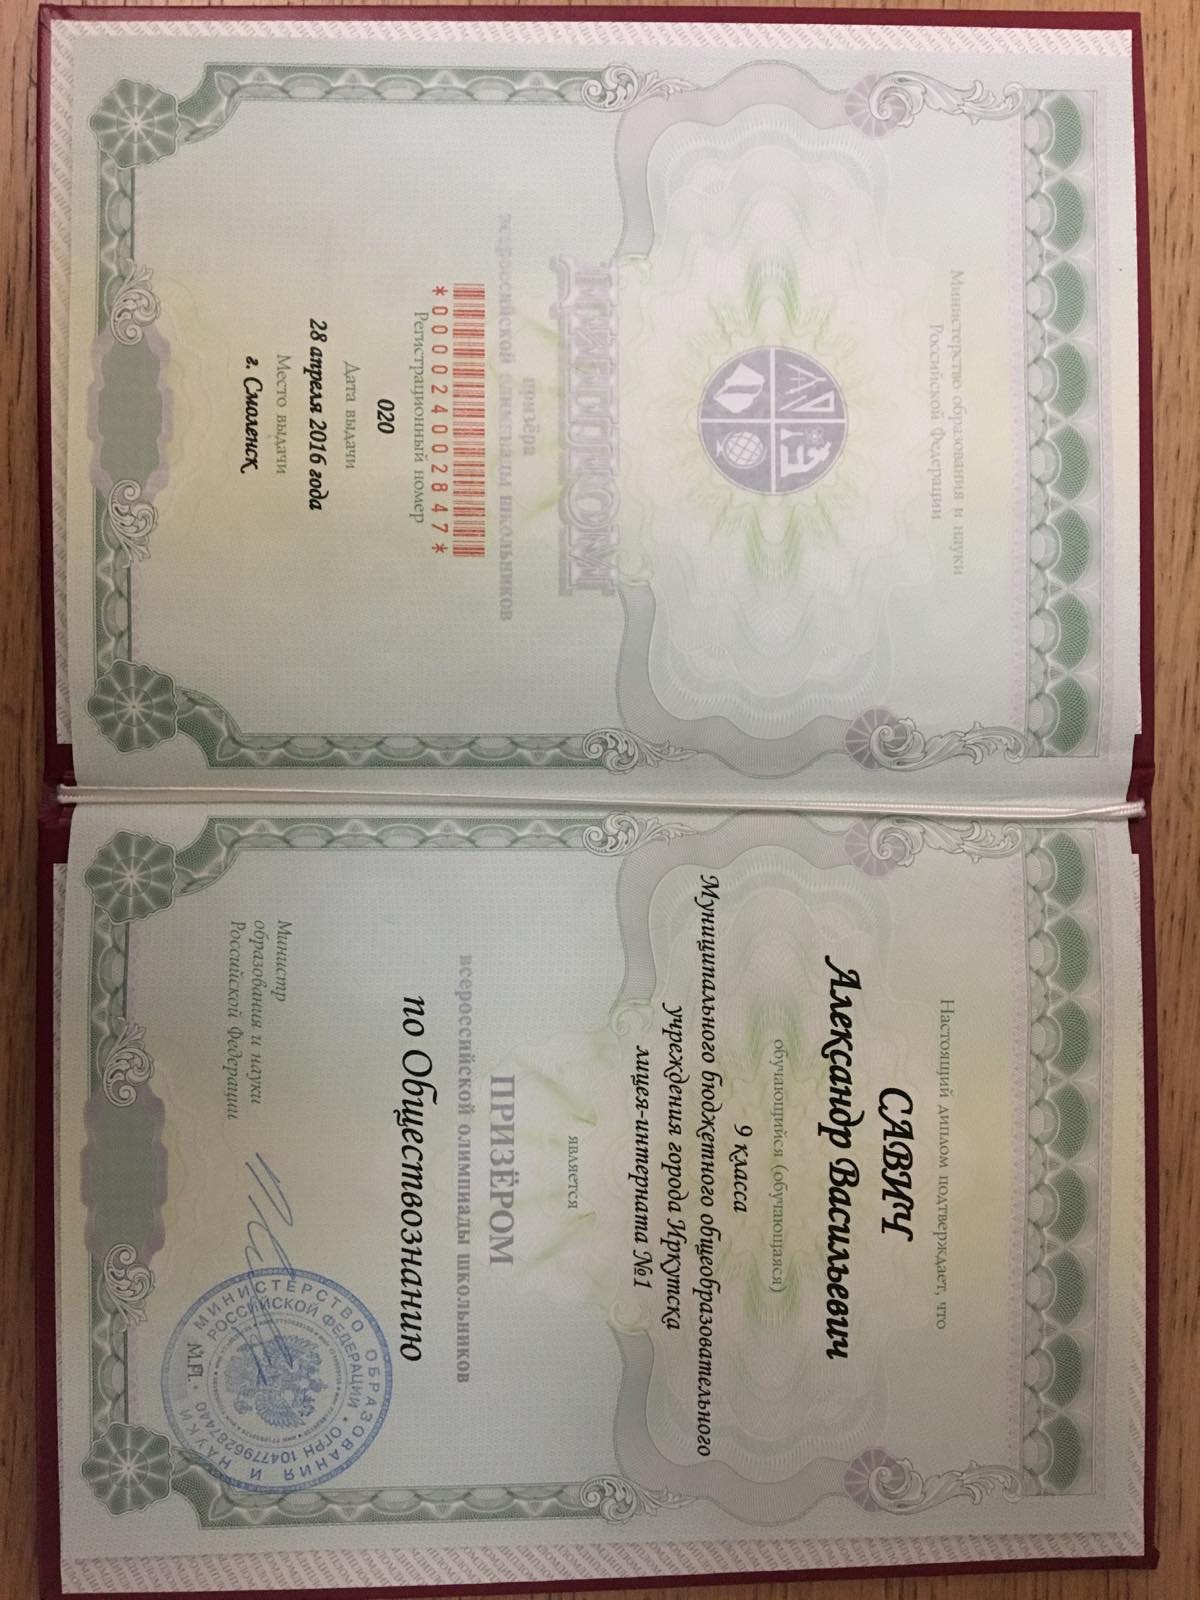 Министерство образования и науки
Российской Федерации
ДИПЛОМ
призёра
всероссийской олимпиады школьников
*0000240002847*
Регистрационный номер
020
Дата выдачи
28 апреля 2016 года
Место выдачи
г. Смоленск
Настоящий диплом подтверждает, что
САВИЧ
Александр Васильевич
обучающийся (обучающаяся)
9 класса
Муниципального бюджетного общеобразовательного
учреждения города Иркутска
лицея-интерната №1
является
ПРИЗЁРОМ
всероссийской олимпиады школьников
по Обществознанию
Министр
образования и науки
Российской Федерации
М.П.
МИНИСТЕРСТВО ОБРАЗОВАНИЯ И НАУКИ
РОССИЙСКОЙ ФЕДЕРАЦИИ • ОГРН 1047796287440 •